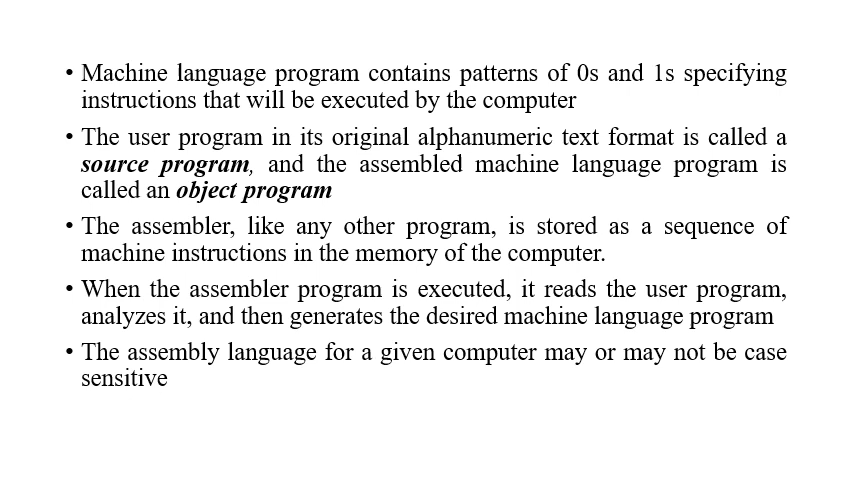 • Machine language program contains patterns of 0s and 1s specifying
instructions that will be executed by the computer
• The user program in its original alphanumeric text format is called a
source program, and the assembled machine language program is
called an object program
• The assembler, like any other program, is stored as a sequence of
machine instructions in the memory of the computer.
• When the assembler program is executed, it reads the user program,
analyzes it, and then generates the desired machine language program
• The assembly language for a given computer may or may not be case
sensitive